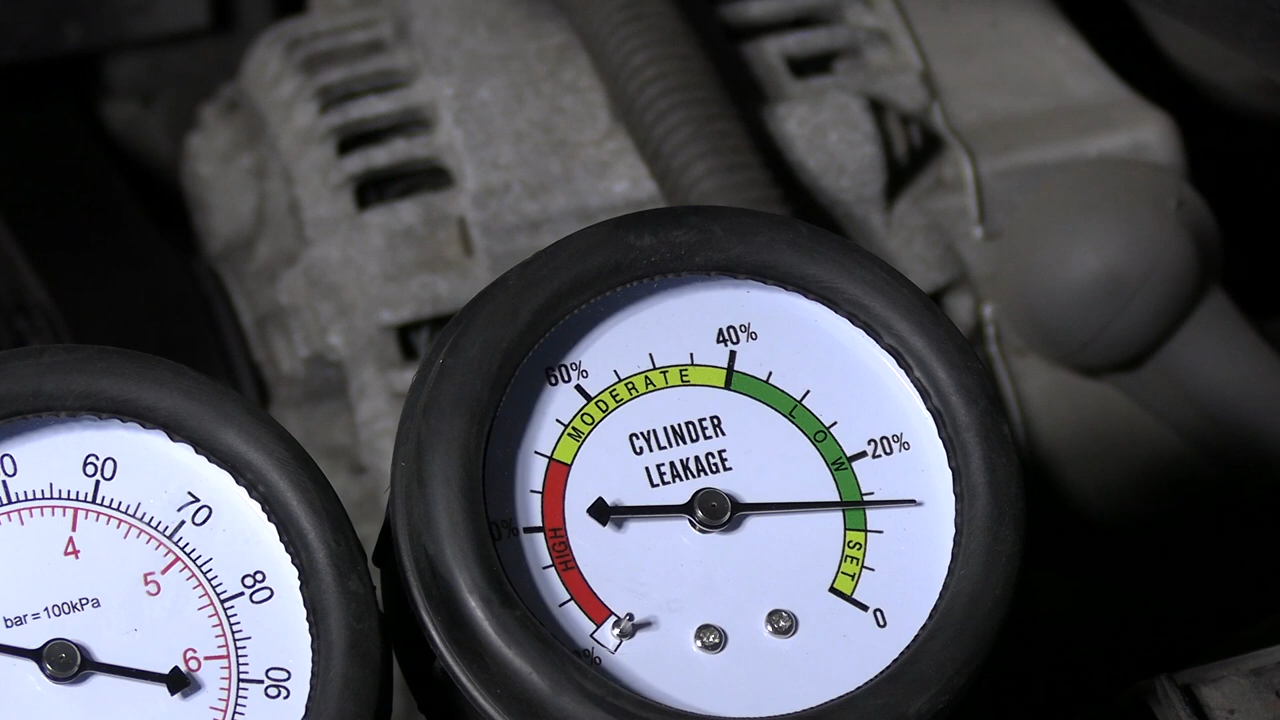 60
70
80
90
4
5
6
bar=100kPa
60%
40%
20%
0
MODERATE
LOW
SET
HIGH
CYLINDER
LEAKAGE